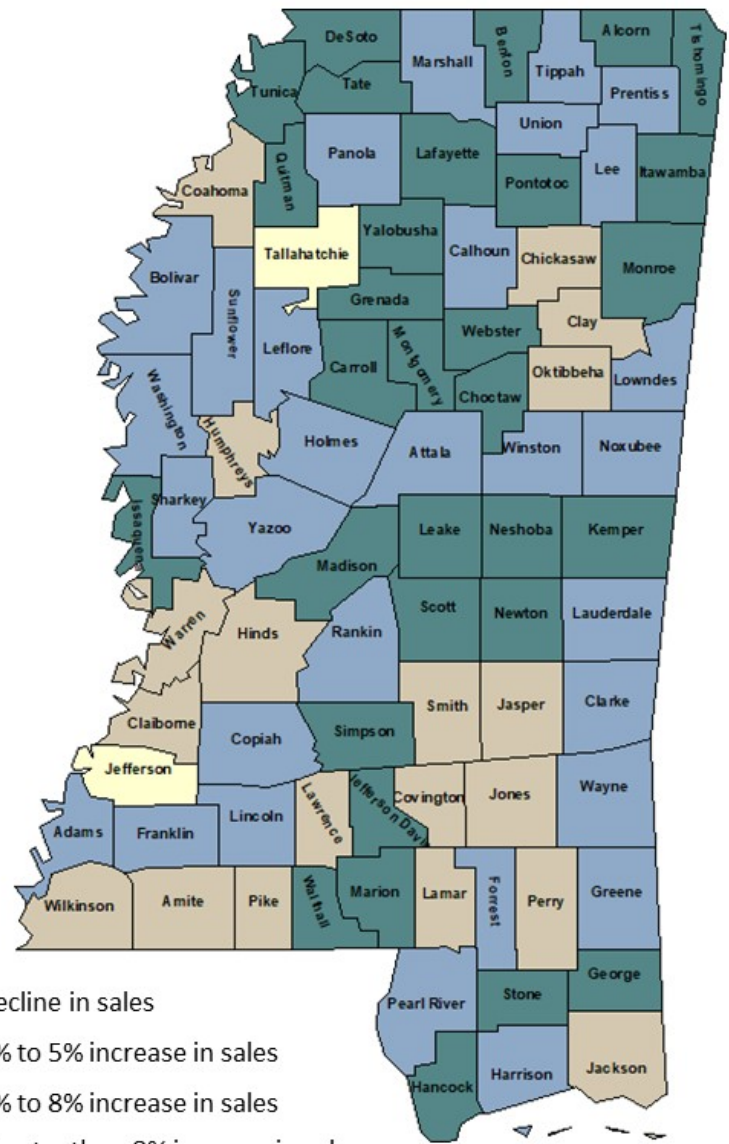 DeSoto
Marshall
Benton
Tippah
Alcorn
Tishomingo
Tunica
Tate
Prentiss
Union
Panola
Lafayette
Lee
Quitman
Pontotoc
Itawamba
Coahoma
Yalobusha
Tallahatchie
Calhoun
Chickasaw
Monroe
Bolivar
Sunflower
Grenada
Clay
Webster
Leflore
Montgomery
Carroll
Oktibbeha
Lowndes
Choctaw
Washington
Humphreys
Holmes
Attala
Winston
Noxubee
Sharkey
Issaquena
Yazoo
Leake
Neshoba
Kemper
Madison
Scott
Newton
Lauderdale
Warren
Hinds
Rankin
Smith
Jasper
Clarke
Claiborne
Copiah
Simpson
Jefferson
Wayne
Lawrence
Jefferson Davis
Covington
Jones
Adams
Franklin
Lincoln
Wilkinson
Amite
Pike
Walthall
Marion
Lamar
Forrest
Perry
Greene
George
Pearl River
Stone
Jackson
Harrison
Hancock
ecline in sales
% to 5% increase in sales
% to 8% increase in sales